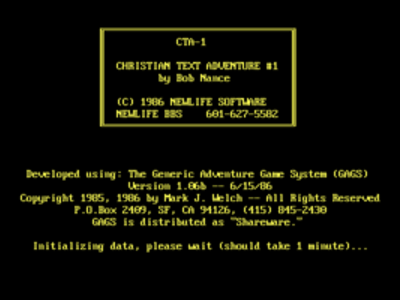 CTA-1
CHRISTIAN TEXT ADVENTURE #1
by Bob Nance
(C) 1986 NEWLIFE SOFTWARE
NEWLIFE BBS 601-627-5582
Developed using: The Generic Adventure Game System (GAGS)
Version 1.06b -- 6/15/86
Copyright 1985, 1986 by Mark J. Welch -- All Rights Reserved
P.O.Box 2409, SF, CA 94126, (415) 845-2430
GAGS is distributed as "Shareware."
Initializing data, please wait (should take 1 minute)...